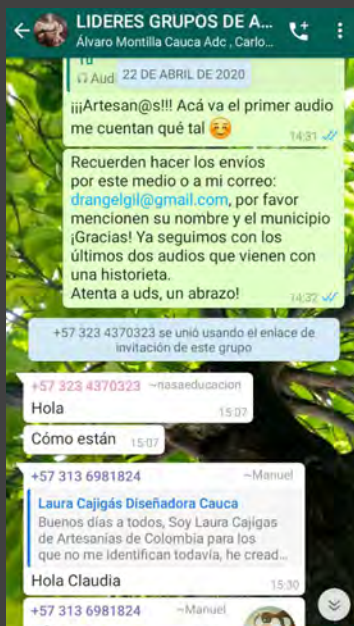 LIDERES GRUPOS DE A...
Álvaro Montilla Cauca Adc , Carlo...
Aud
22 DE ABRIL DE 2020
¡¡¡Artesan@s!!! Acá va el primer audio
me cuentan qué tal ☺️
14:31
Recuerden hacer los envíos
por este medio o a mi correo:
drangelgil@gmail.com, por favor
mencionen su nombre y el municipio
¡Gracias! Ya seguimos con los
últimos dos audios que vienen con
una historieta.
Atenta a uds, un abrazo!
14:32
+57 323 4370323 se unió usando el enlace de
invitación de este grupo
+57 323 4370323 ~nasaeducacion
Hola
15:07
Cómo están
15:07
+57 313 6981824 ~Manuel
Laura Cajigás Diseñadora Cauca
Buenos días a todos, Soy Laura Cajigas
de Artesanías de Colombia para los
que no me identifican todavía, he cread...
Hola Claudia
15:30
+57 313 6981824 ~Manuel